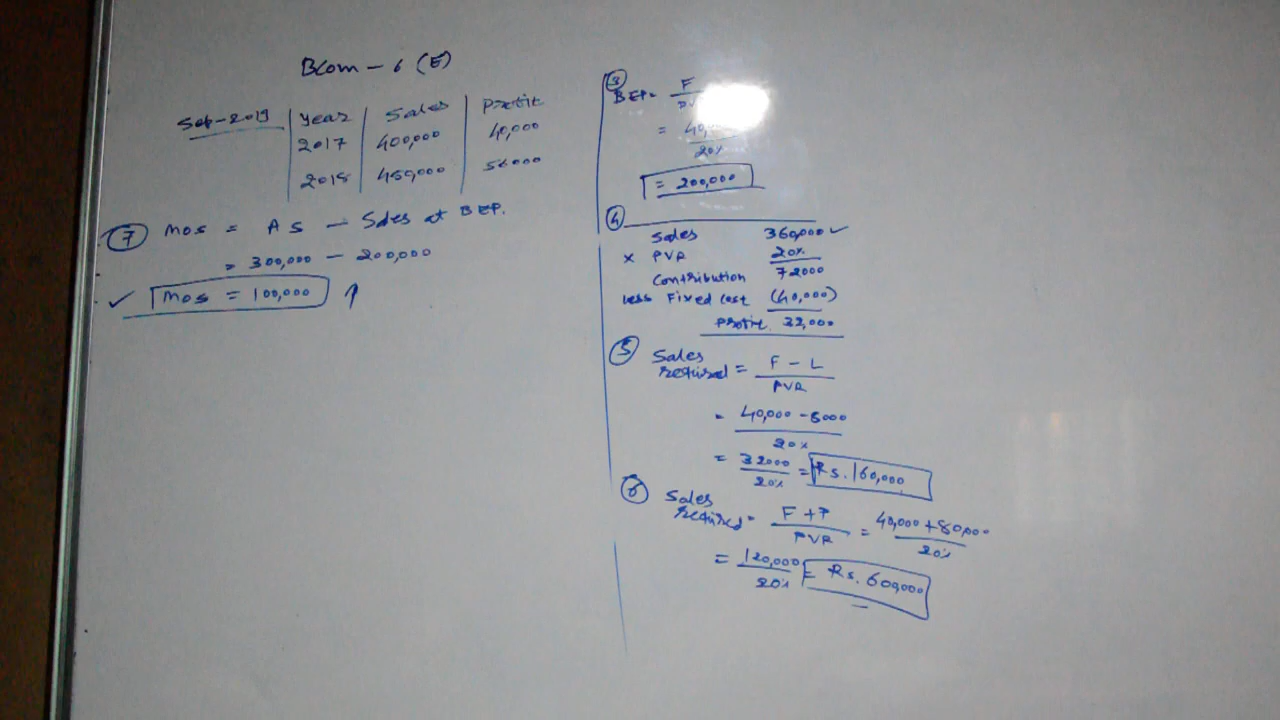 BCom - 6 (E)
Sep-2019 | Year | Sales | Profit
2017 | 400,000 | 40,000
2018 | 450,000 | 50000
⑦ MOS = AS - Sales at BEP.
= 300,000 - 200,000
✓ MOS = 100,000 ↑
③
BEP = F
= 40,
20%
= 200,000
④
Sales 360,000 ✓
x PVR 20%
Contribution 72000
less Fixed cost (40,000)
Profit 32,000
⑤ Sales required = F - L / PVR
= 40,000 - 8000 / 20%
= 32000 / 20% = Rs. 160,000
⑥ Sales required = F + P / PVR = 40,000 + 80,000 / 20%
= 120,000 / 20% = Rs. 600,000